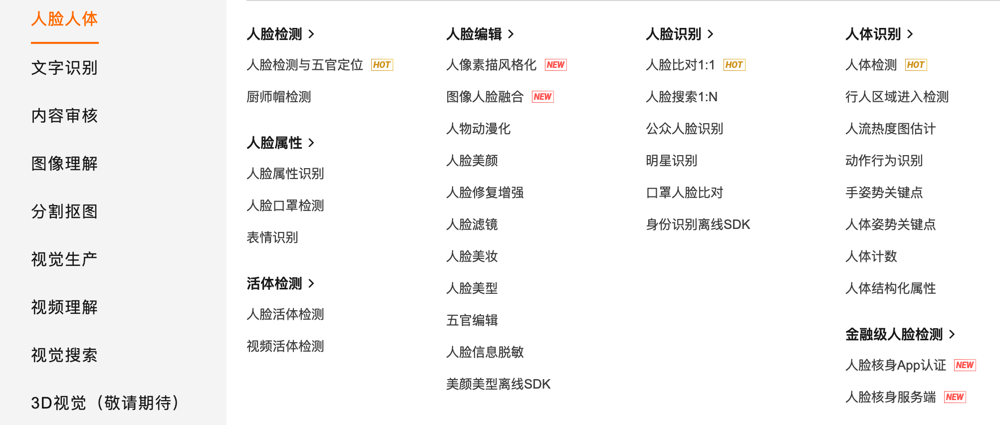 人脸人体
文字识别
内容审核
图像理解
分割抠图
视觉生产
视频理解
视觉搜索
3D视觉（敬请期待）
人脸检测 >
人脸检测与五官定位 HOT
厨师帽检测
人脸属性 >
人脸属性识别
人脸口罩检测
表情识别
活体检测 >
人脸活体检测
视频活体检测
人脸编辑 >
人像素描风格化 NEW
图像人脸融合 NEW
人物动漫化
人脸美颜
人脸修复增强
人脸滤镜
人脸美妆
人脸美型
五官编辑
人脸信息脱敏
美颜美型离线SDK
人脸识别 >
人脸比对1:1 HOT
人脸搜索1:N
公众人脸识别
明星识别
口罩人脸比对
身份识别离线SDK
人体识别 >
人体检测 HOT
行人区域进入检测
人流热度图估计
动作行为识别
手姿势关键点
人体姿势关键点
人体计数
人体结构化属性
金融级人脸检测 >
人脸核身App认证 NEW
人脸核身服务端 NEW